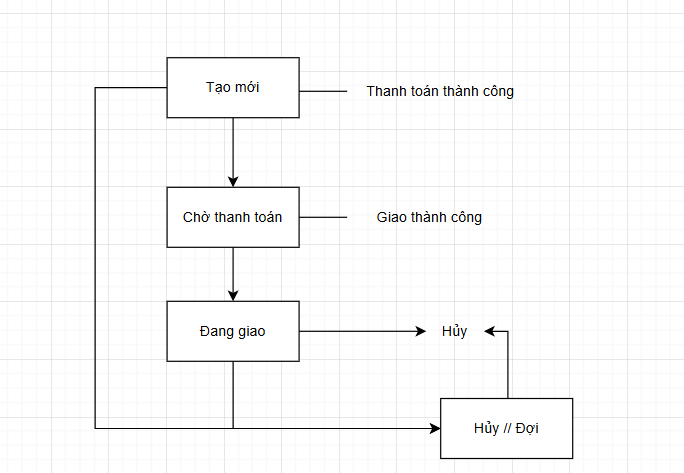 Tạo mới
Thanh toán thành công
Chờ thanh toán
Giao thành công
Đang giao
Hủy
Hủy // Đợi